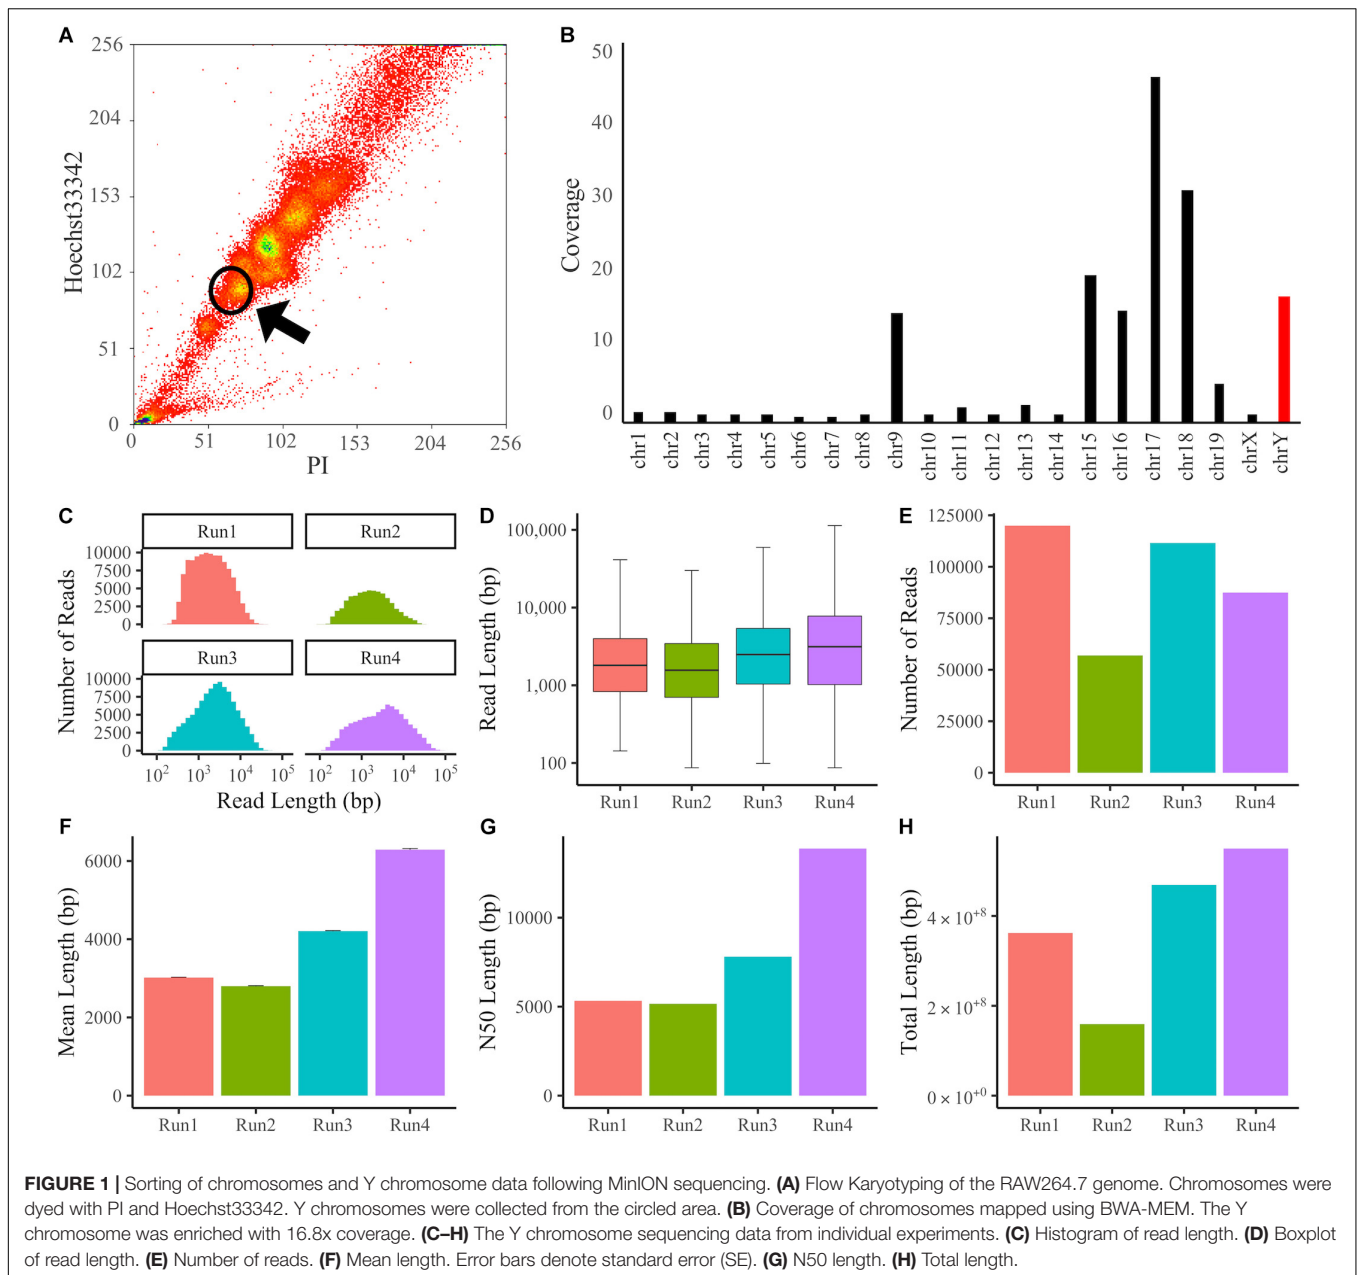 A
256
204
153
102
51
0
Hoechst33342
0 51 102 153 204 256
PI
B
50
40
30
20
10
0
Coverage
chr1 chr2 chr3 chr4 chr5 chr6 chr7 chr8 chr9 chr10 chr11 chr12 chr13 chr14 chr15 chr16 chr17 chr18 chr19 chrX chrY
C
Run1 Run2
10000
7500
5000
2500
0
Run3 Run4
10000
7500
5000
2500
0
Number of Reads
10² 10³ 10⁴ 10⁵ 10² 10³ 10⁴ 10⁵
Read Length (bp)
D
100,000
10,000
1,000
100
Read Length (bp)
Run1 Run2 Run3 Run4
E
125000
100000
75000
50000
25000
0
Number of Reads
Run1 Run2 Run3 Run4
F
6000
4000
2000
0
Mean Length (bp)
Run1 Run2 Run3 Run4
G
10000
5000
0
N50 Length (bp)
Run1 Run2 Run3 Run4
H
4 × 10⁺⁸
2 × 10⁺⁸
0 × 10⁺⁰
Total Length (bp)
Run1 Run2 Run3 Run4
FIGURE 1 | Sorting of chromosomes and Y chromosome data following MinION sequencing. (A) Flow Karyotyping of the RAW264.7 genome. Chromosomes were
dyed with PI and Hoechst33342. Y chromosomes were collected from the circled area. (B) Coverage of chromosomes mapped using BWA-MEM. The Y
chromosome was enriched with 16.8x coverage. (C–H) The Y chromosome sequencing data from individual experiments. (C) Histogram of read length. (D) Boxplot
of read length. (E) Number of reads. (F) Mean length. Error bars denote standard error (SE). (G) N50 length. (H) Total length.